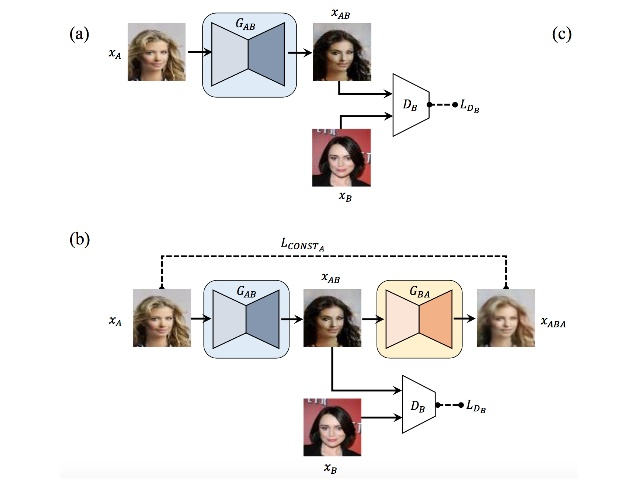 (a)
G_AB
x_AB
(c)
x_A
D_B
L_D_B
x_B
(b)
L_CONST_A
G_AB
x_AB
G_BA
x_A
x_ABA
D_B
L_D_B
x_B